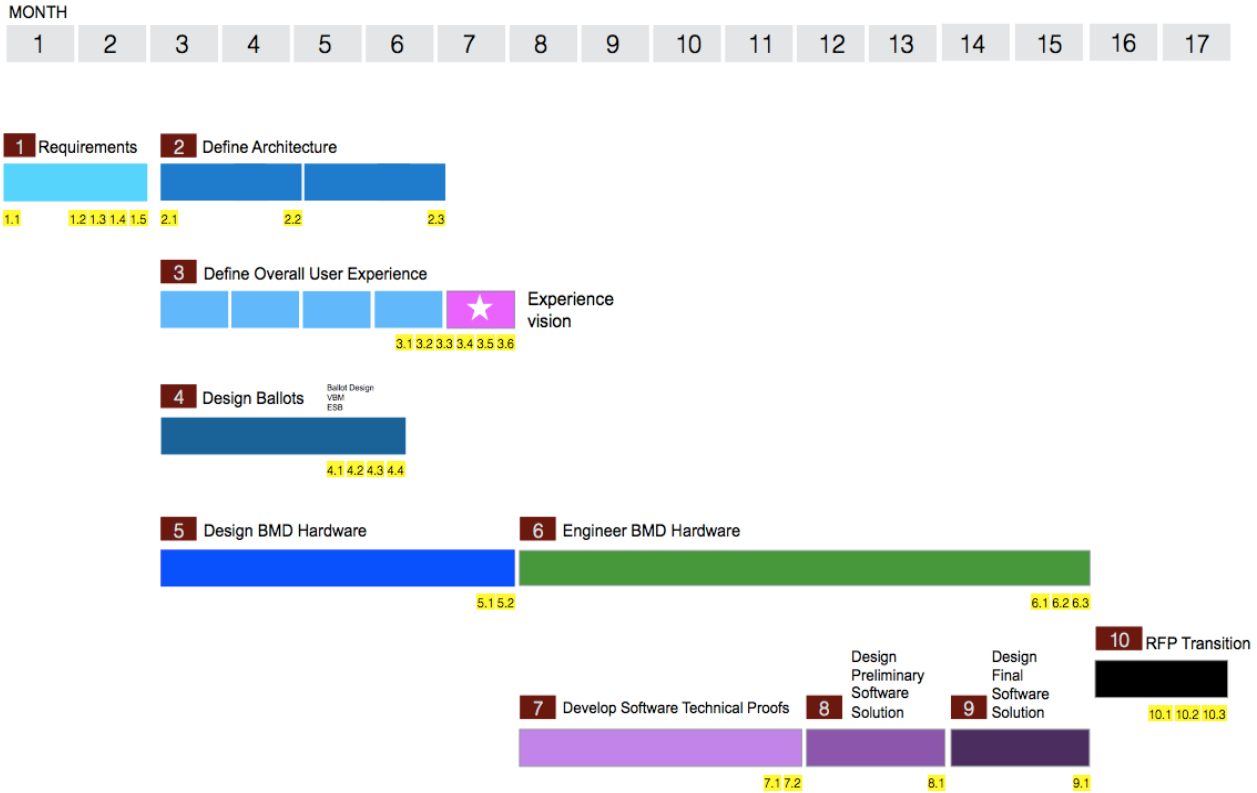 MONTH
1 2 3 4 5 6 7 8 9 10 11 12 13 14 15 16 17
1 Requirements
2 Define Architecture
1.1 1.2 1.3 1.4 1.5 2.1 2.2 2.3
3 Define Overall User Experience
Experience
vision
3.1 3.2 3.3 3.4 3.5 3.6
4 Design Ballots
Ballot Design
VBM
ESB
4.1 4.2 4.3 4.4
5 Design BMD Hardware
6 Engineer BMD Hardware
5.1 5.2
6.1 6.2 6.3
10 RFP Transition
10.1 10.2 10.3
7 Develop Software Technical Proofs
8
Design
Preliminary
Software
Solution
9
Design
Final
Software
Solution
7.1 7.2
8.1
9.1